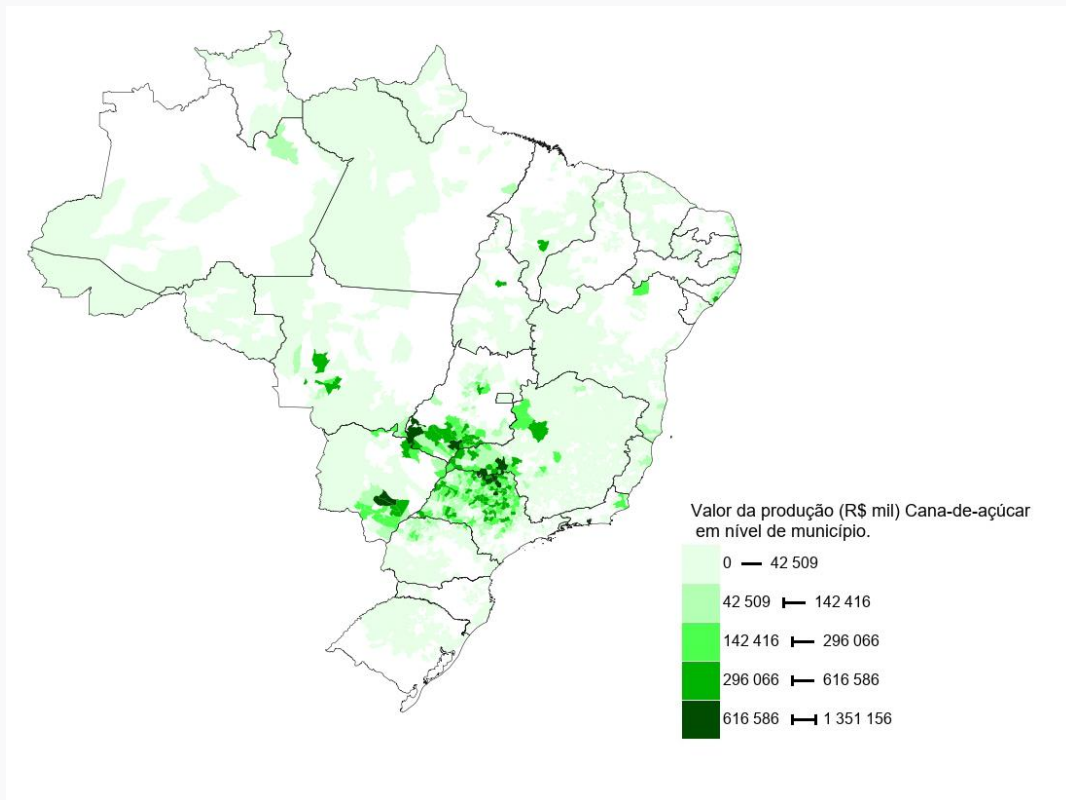 Valor da produção (R$ mil) Cana-de-açúcar
em nível de município.
0 — 42 509
42 509 ⊢ 142 416
142 416 ⊢ 296 066
296 066 ⊢ 616 586
616 586 ⊢⊣ 1 351 156